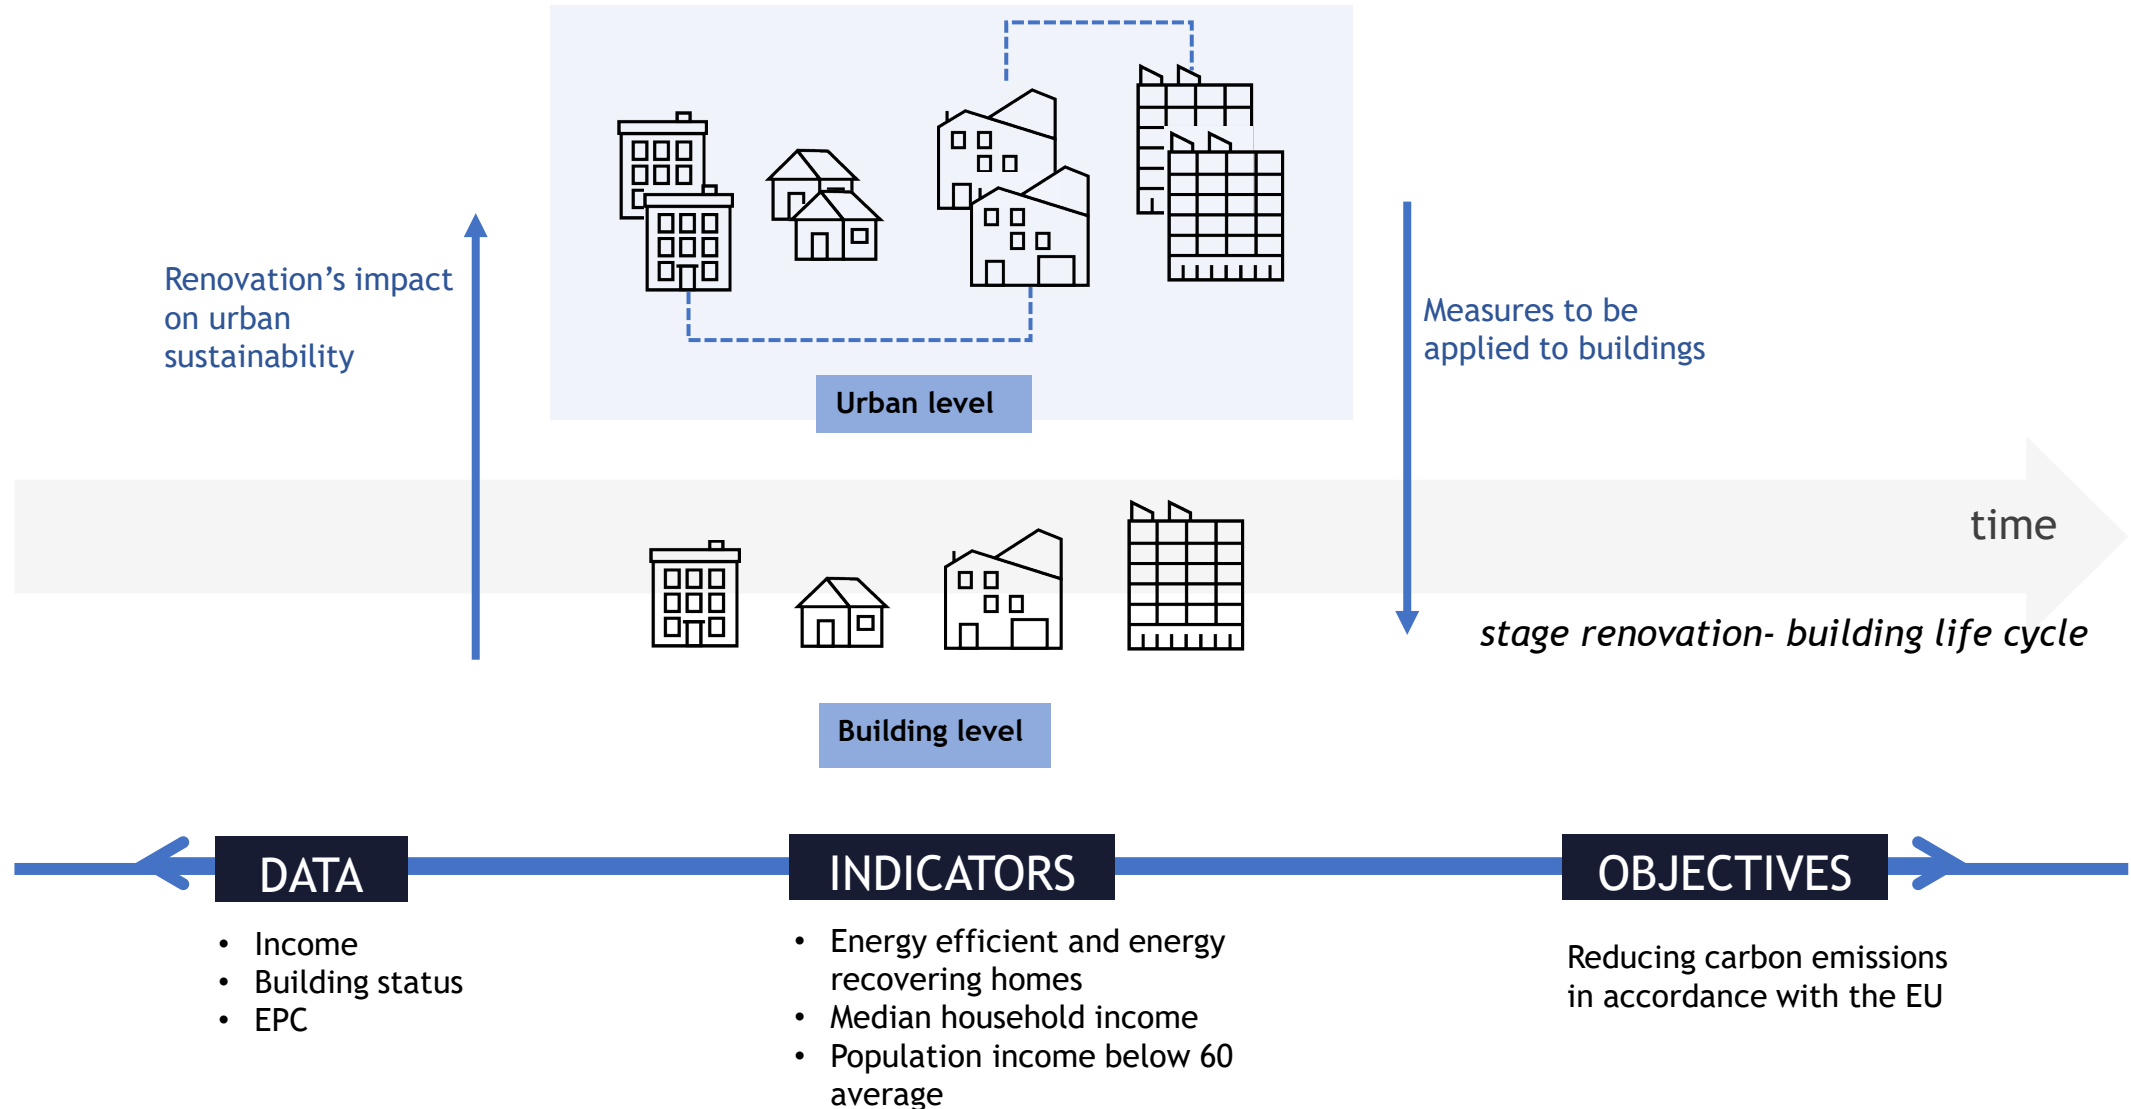 Renovation’s impact
on urban
sustainability
Measures to be
applied to buildings
Urban level
time
stage renovation- building life cycle
Building level
DATA
• Income
• Building status
• EPC
INDICATORS
• Energy efficient and energy
recovering homes
• Median household income
• Population income below 60
average
OBJECTIVES
Reducing carbon emissions
in accordance with the EU